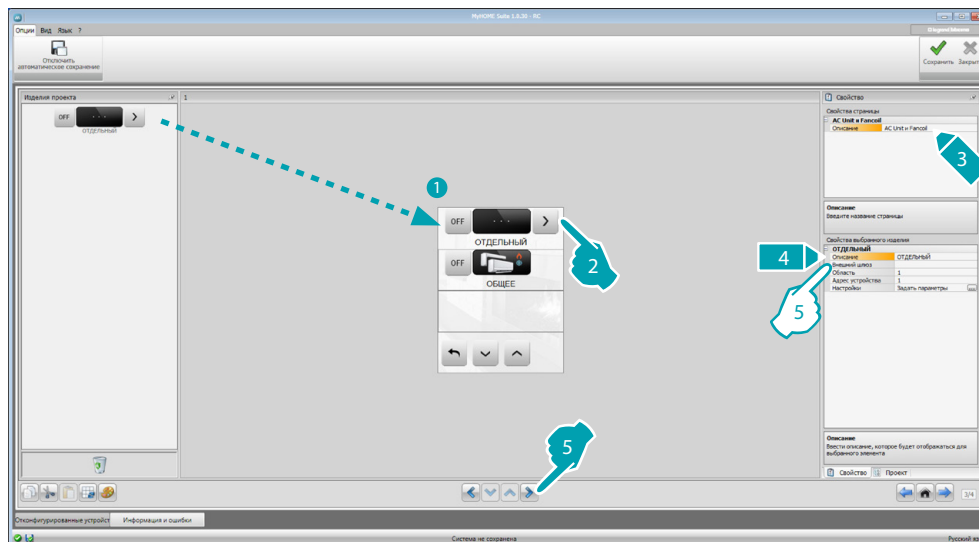 MyHOME Suite 1.0.30 - RC
Опции Вид Язык ?
Отключить
автоматическое сохранение
Сохранить Закрыт
Изделия проекта
1
Свойство
OFF
ОТДЕЛЬНЫЙ
Свойства страницы
AC Unit и Fancoil
Описание AC Unit и Fancoil
3
1
OFF
ОТДЕЛЬНЫЙ
2
OFF
ОБЩЕЕ
Описание
Введите название страницы
Свойства выбранного изделия
ОТДЕЛЬНЫЙ
4
Описание ОТДЕЛЬНЫЙ
Внешний шлюз
Область 1
Адрес устройства 1
Настройки Задать параметры ...
5
5
Описание
Ввести описание, которое будет отображаться для
выбранного элемента
Свойство Проект
3/4
Отконфигурированные устройст Информация и ошибки
Система не сохранена
Русский яз